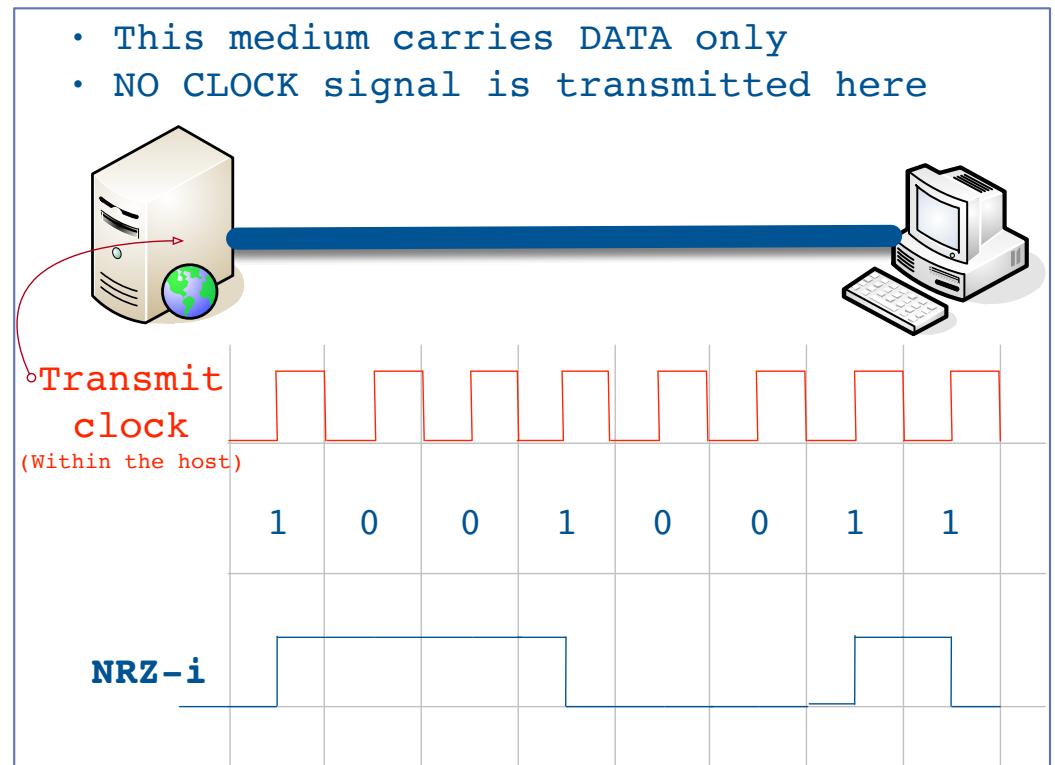 • This medium carries DATA only
• NO CLOCK signal is transmitted here
Transmit
clock
(Within the host)
1 0 0 1 0 0 1 1
NRZ-i